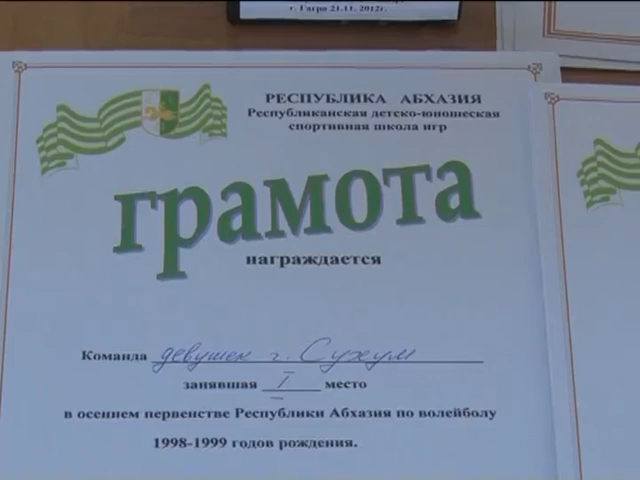 г. Гагра 21.11. 2012г.
РЕСПУБЛИКА АБХАЗИЯ
Республиканская детско-юношеская
спортивная школа игр
грамота
награждается
Команда девушек г. Сухум
занявшая I место
в осеннем первенстве Республики Абхазия по волейболу
1998-1999 годов рождения.